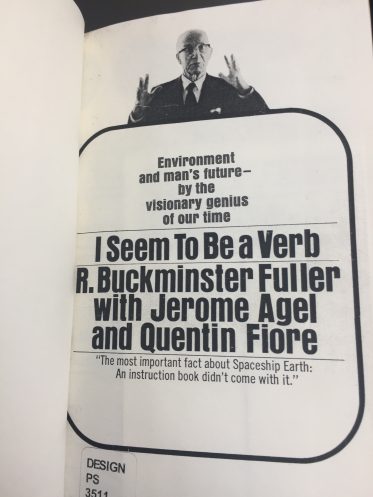 Environment
and man's future—
by the
visionary genius
of our time
I Seem To Be a Verb
R. Buckminster Fuller
with Jerome Agel
and Quentin Fiore
"The most important fact about Spaceship Earth:
An instruction book didn't come with it."
DESIGN
PS
3511